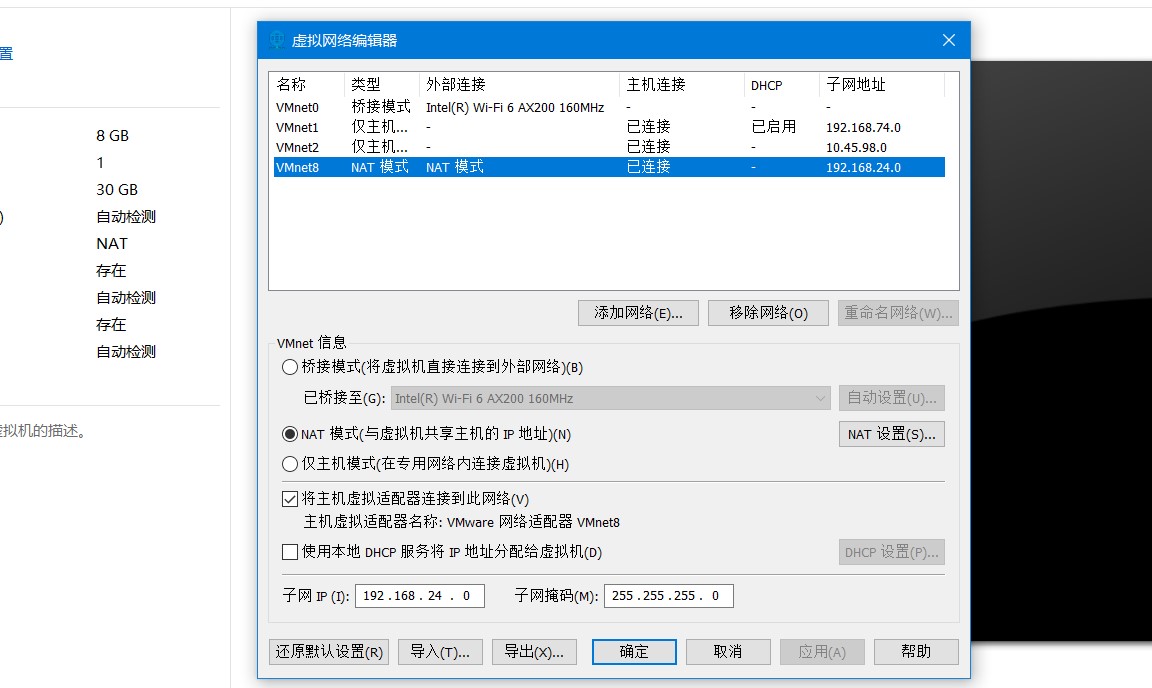 虚拟网络编辑器
置
名称 类型 外部连接 主机连接 DHCP 子网地址
VMnet0 桥接模式 Intel(R) Wi-Fi 6 AX200 160MHz - - -
VMnet1 仅主机... - 已连接 已启用 192.168.74.0
VMnet2 仅主机... - 已连接 - 10.45.98.0
VMnet8 NAT 模式 NAT 模式 已连接 - 192.168.24.0
8 GB
1
30 GB
)
自动检测
NAT
存在
自动检测
存在
自动检测
拟机的描述。
添加网络(E)... 移除网络(O) 重命名网络(W)...
VMnet 信息
桥接模式(将虚拟机直接连接到外部网络)(B)
已桥接至(G): Intel(R) Wi-Fi 6 AX200 160MHz 自动设置(U)...
NAT 模式(与虚拟机共享主机的 IP 地址)(N) NAT 设置(S)...
仅主机模式(在专用网络内连接虚拟机)(H)
将主机虚拟适配器连接到此网络(V)
主机虚拟适配器名称: VMware 网络适配器 VMnet8
使用本地 DHCP 服务将 IP 地址分配给虚拟机(D) DHCP 设置(P)...
子网 IP (I): 192 .168 . 24 . 0 子网掩码(M): 255 .255 .255 . 0
还原默认设置(R) 导入(T)... 导出(X)... 确定 取消 应用(A) 帮助